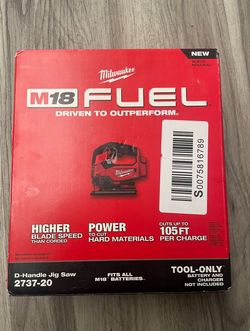 NEW
Milwaukee
M18 FUEL
DRIVEN TO OUTPERFORM.
S0075816789
HIGHER
BLADE SPEED
THAN CORDED
POWER
TO CUT
HARD MATERIALS
CUTS UP TO
105 FT
PER CHARGE
D-Handle Jig Saw
2737-20
FITS ALL
M18 BATTERIES
TOOL-ONLY
BATTERY AND
CHARGER
NOT INCLUDED